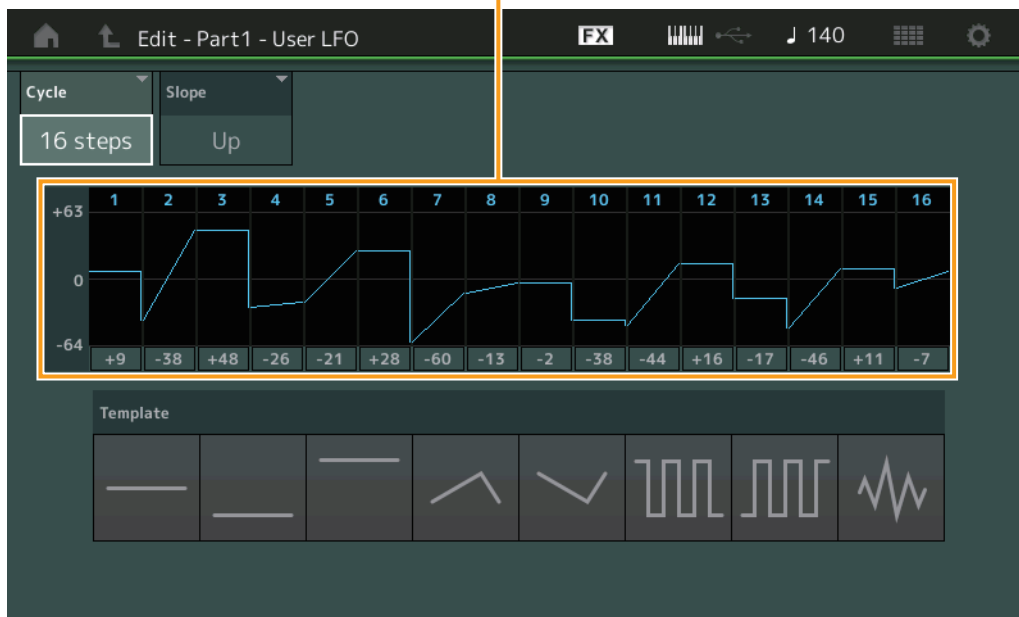 Edit - Part1 - User LFO FX ♩ 140
Cycle Slope
16 steps Up
1 2 3 4 5 6 7 8 9 10 11 12 13 14 15 16
+63
0
-64
+9 -38 +48 -26 -21 +28 -60 -13 -2 -38 -44 +16 -17 -46 +11 -7
Template